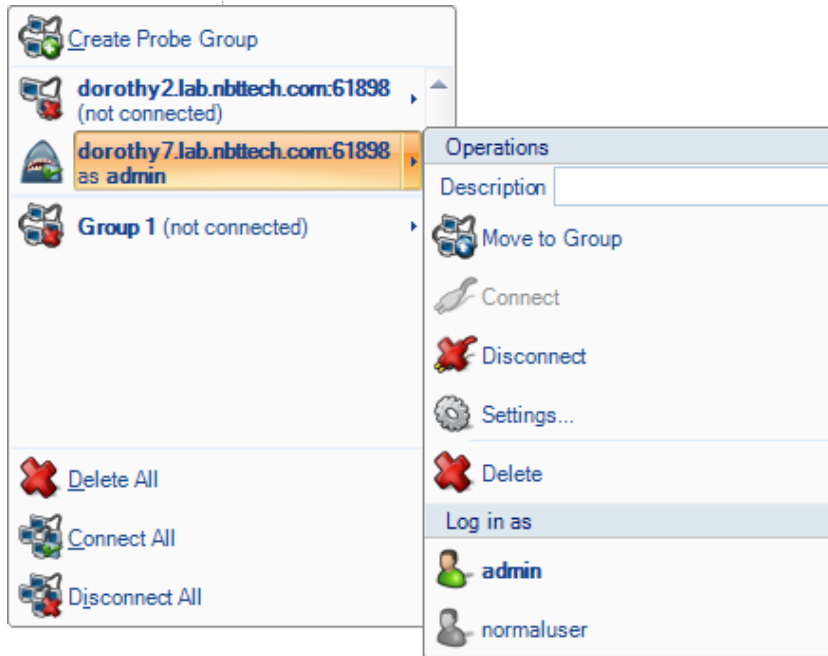 Create Probe Group
dorothy2.lab.nbttech.com:61898
(not connected)
dorothy7.lab.nbttech.com:61898
as admin
Group 1 (not connected)
Delete All
Connect All
Disconnect All
Operations
Description
Move to Group
Connect
Disconnect
Settings...
Delete
Log in as
admin
normaluser